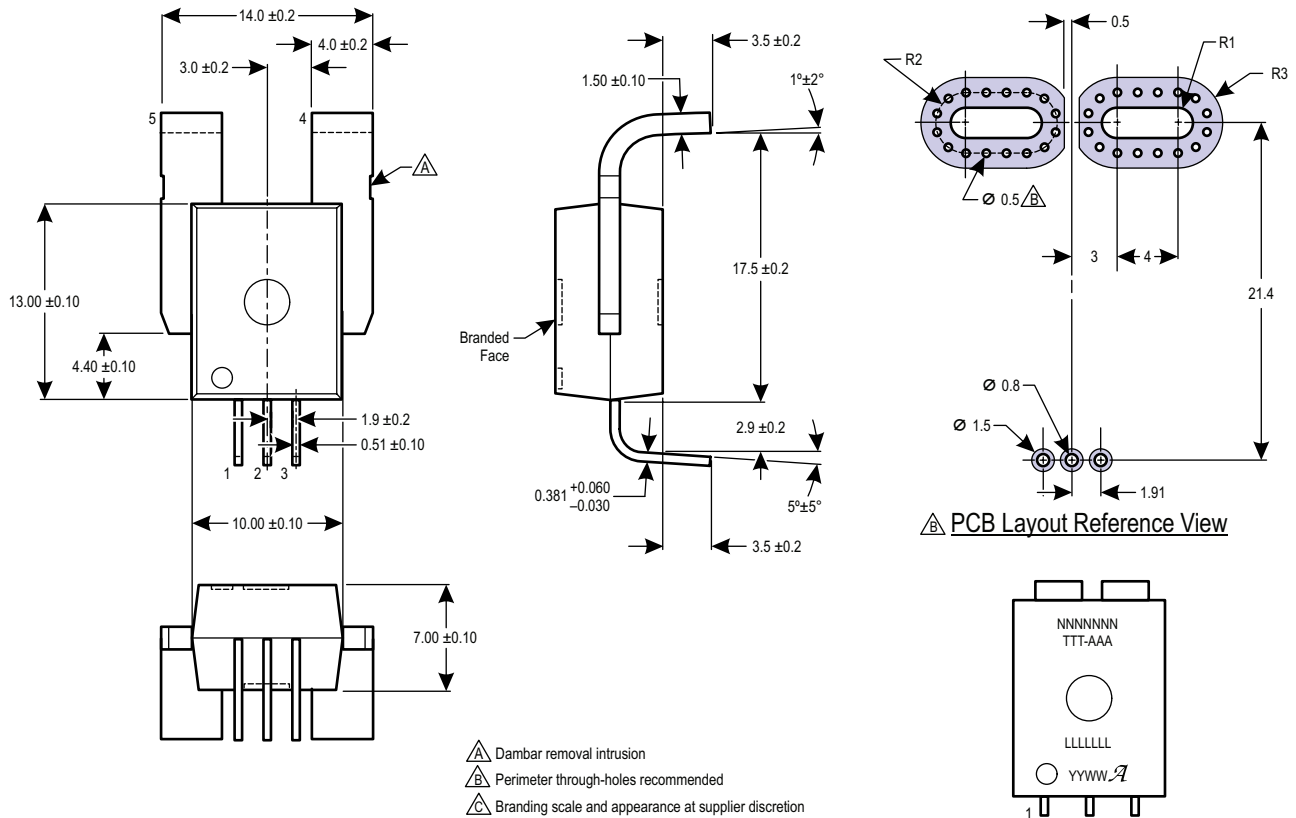 14.0 ±0.2
4.0 ±0.2
3.0 ±0.2
5
4
A
13.00 ±0.10
4.40 ±0.10
1.9 ±0.2
0.51 ±0.10
1
2
3
10.00 ±0.10
7.00 ±0.10
3.5 ±0.2
1.50 ±0.10
1º±2°
17.5 ±0.2
Branded
Face
2.9 ±0.2
0.381 +0.060
–0.030
5º±5°
3.5 ±0.2
0.5
R1
R2
R3
Ø 0.5 B
3
4
21.4
Ø 0.8
Ø 1.5
1.91
B PCB Layout Reference View
NNNNNNN
TTT-AAA
LLLLLLL
YYWW A
1
A Dambar removal intrusion
B Perimeter through-holes recommended
C Branding scale and appearance at supplier discretion